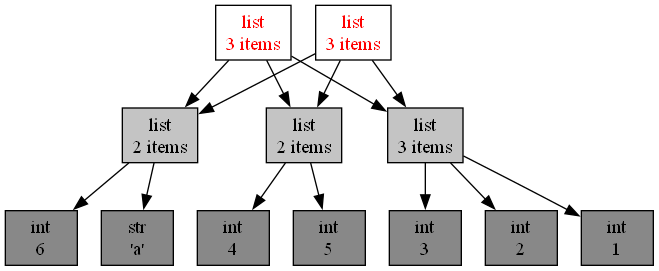 list
3 items
list
3 items
list
2 items
list
2 items
list
3 items
int
6
str
'a'
int
4
int
5
int
3
int
2
int
1